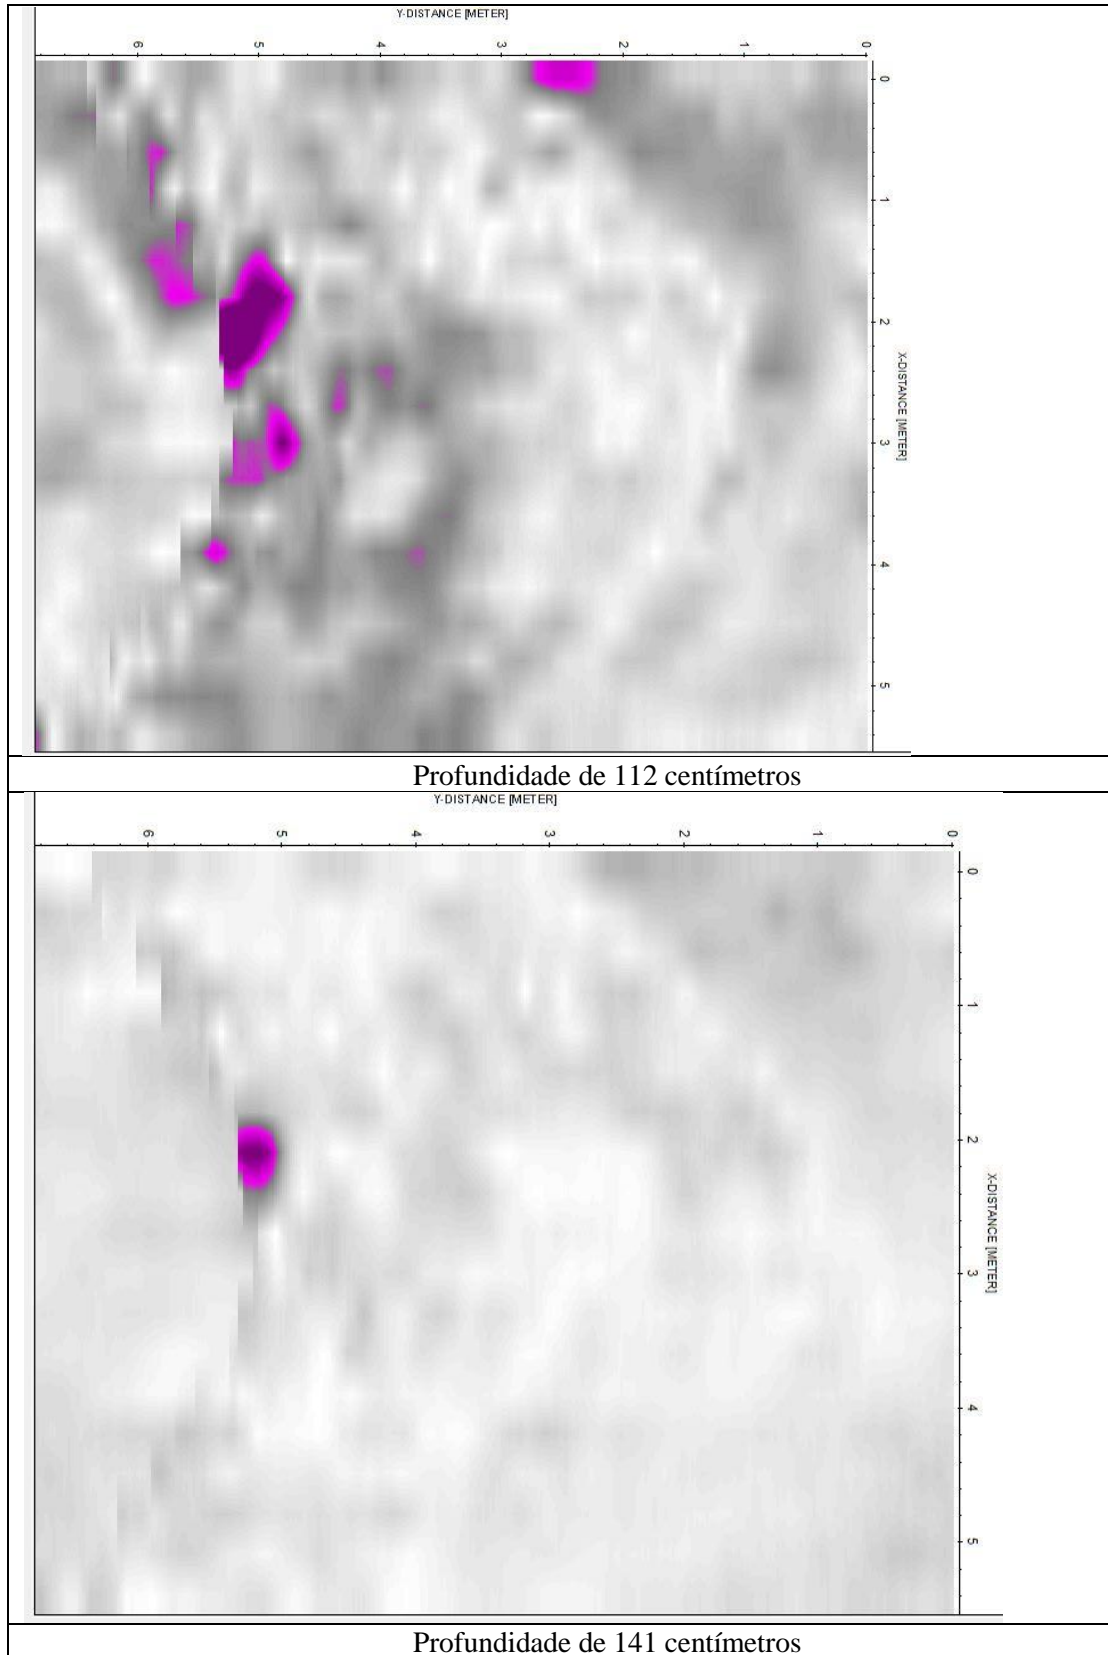 Y-DISTANCE [METER]
6 5 4 3 2 1 0
0
1
2
X-DISTANCE [METER]
3
4
5
Profundidade de 112 centímetros
Y-DISTANCE [METER]
6 5 4 3 2 1 0
0
1
2
X-DISTANCE [METER]
3
4
5
Profundidade de 141 centímetros